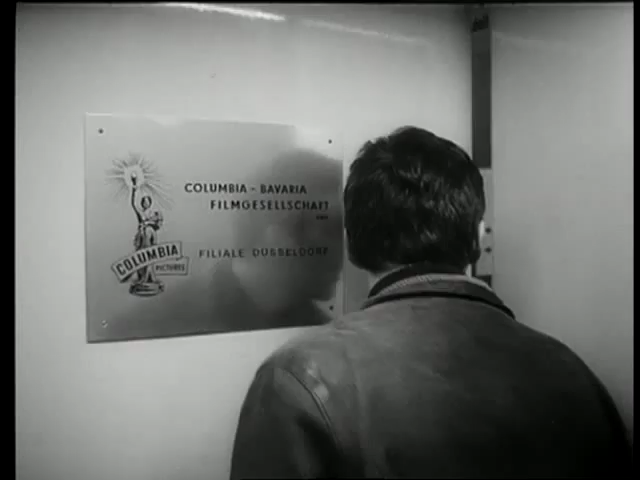 COLUMBIA – BAVARIA
FILMGESELLSCHAFT
FILIALE DÜSSELDORF
COLUMBIA
PICTURES